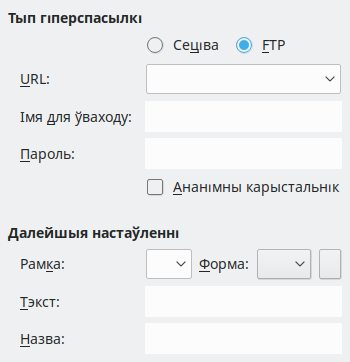 Тып гіперспасылкі
Сеціва FTP
URL:
Імя для ўваходу:
Пароль:
Ананімны карыстальнік
Далейшыя настаўленні
Рамка: Форма:
Тэкст:
Назва: